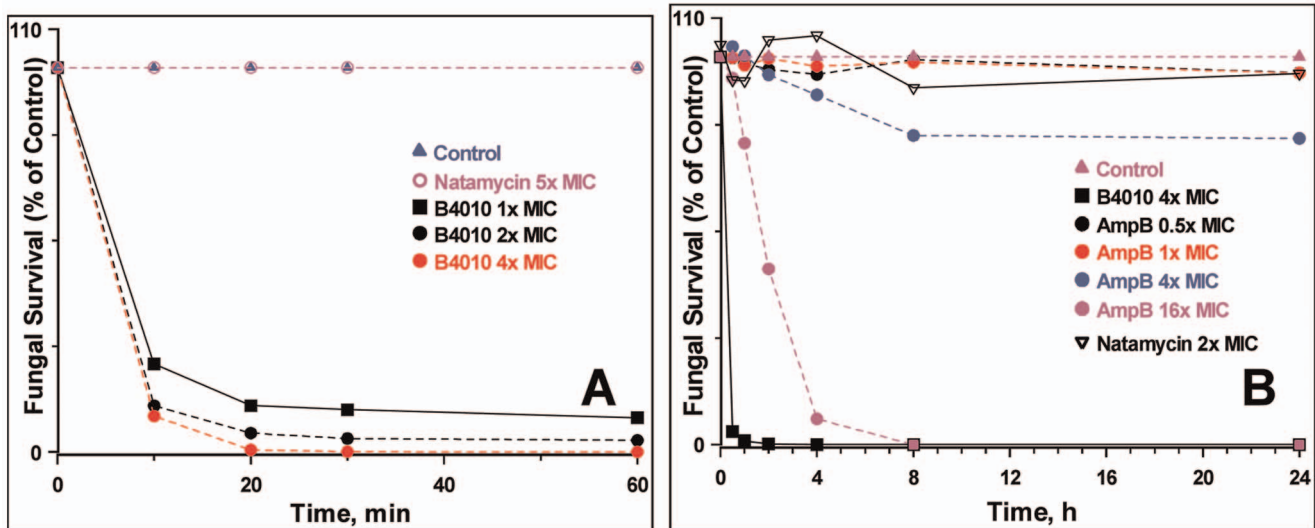 110
Fungal Survival (% of Control)
0
Control
Natamycin 5x MIC
B4010 1x MIC
B4010 2x MIC
B4010 4x MIC
A
0 20 40 60
Time, min
110
Fungal Survival (% of Control)
0
Control
B4010 4x MIC
AmpB 0.5x MIC
AmpB 1x MIC
AmpB 4x MIC
AmpB 16x MIC
Natamycin 2x MIC
B
0 4 8 12 16 20 24
Time, h